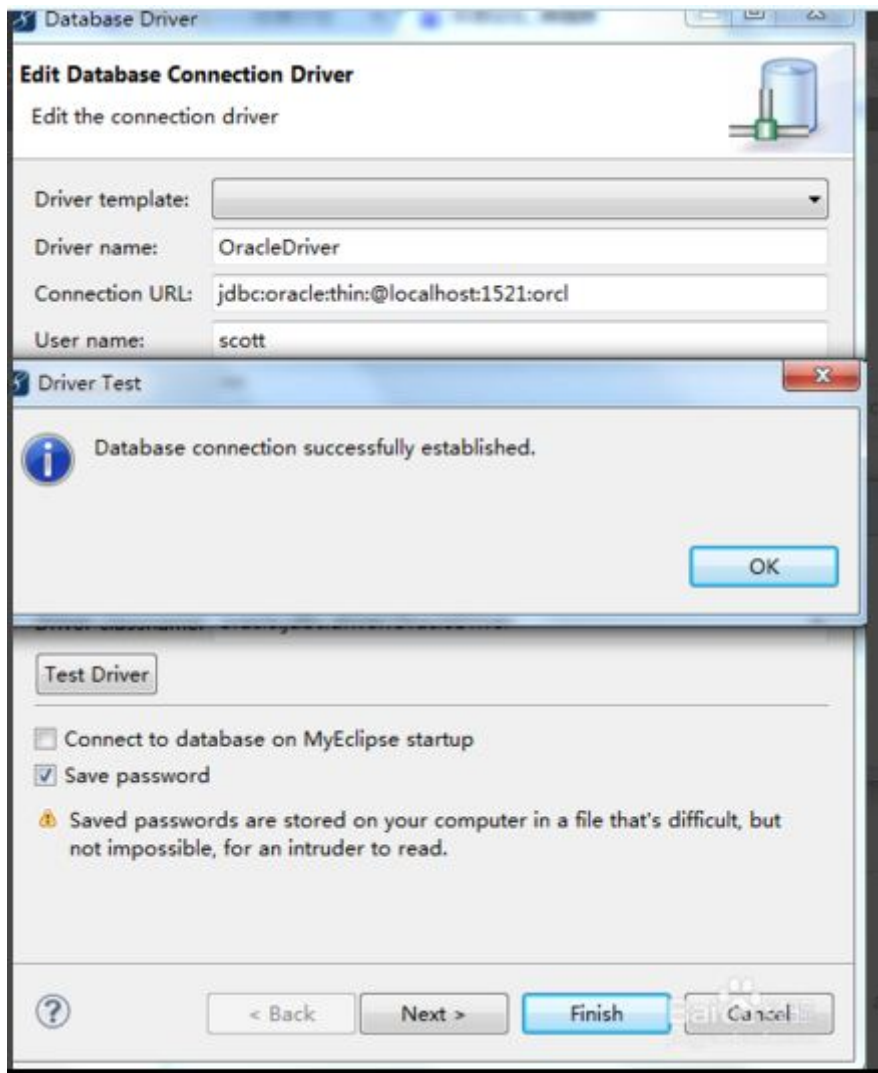 Database Driver
Edit Database Connection Driver
Edit the connection driver
Driver template:
Driver name: OracleDriver
Connection URL: jdbc:oracle:thin:@localhost:1521:orcl
User name: scott
Driver Test
Database connection successfully established.
OK
Test Driver
Connect to database on MyEclipse startup
Save password
Saved passwords are stored on your computer in a file that's difficult, but
not impossible, for an intruder to read.
? < Back Next > Finish Cancel